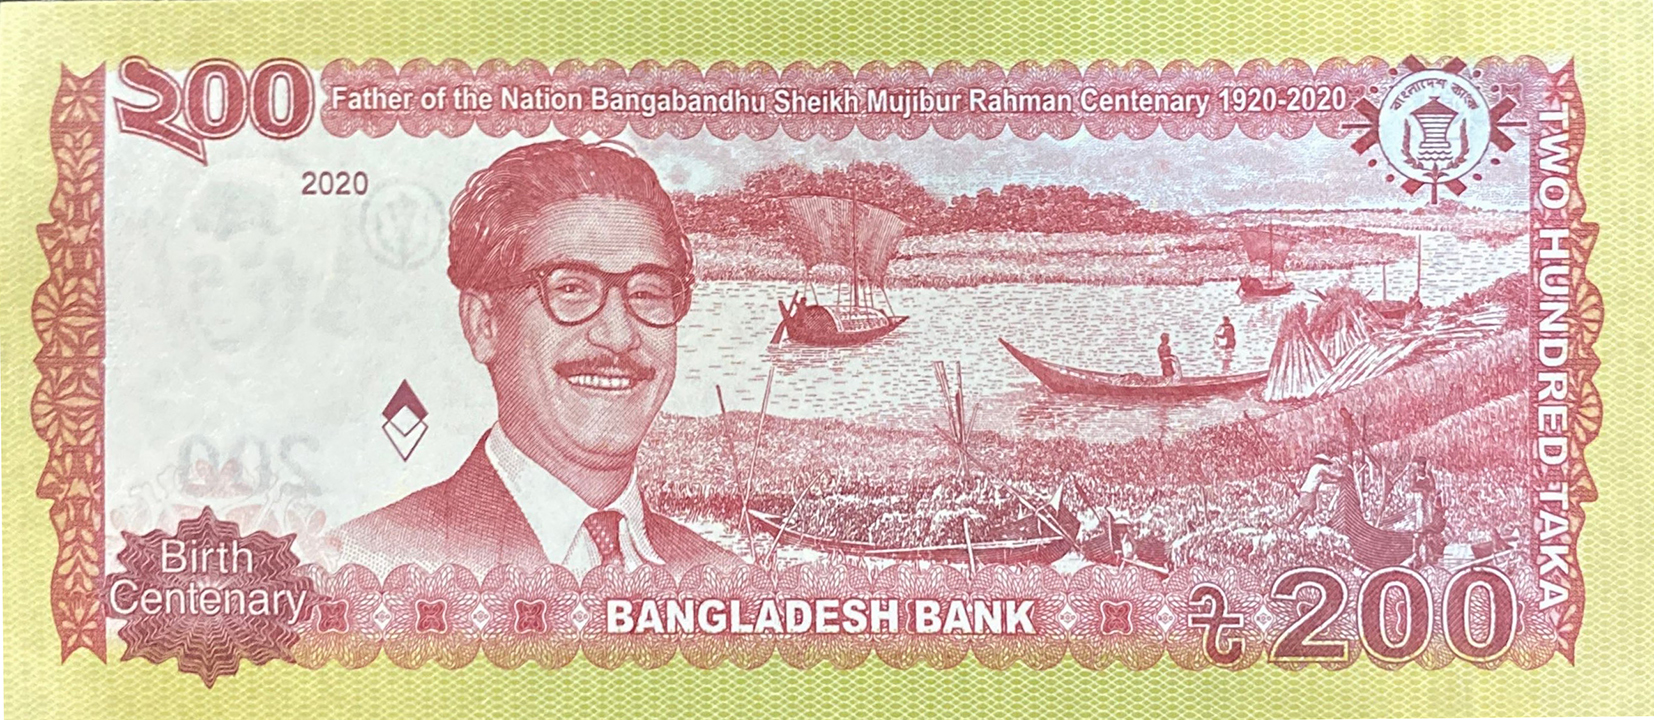 ২00
Father of the Nation Bangabandhu Sheikh Mujibur Rahman Centenary 1920-2020
বাংলাদেশ ব্যাংক
2020
TWO HUNDRED TAKA
200
Birth
Centenary
BANGLADESH BANK
৳200